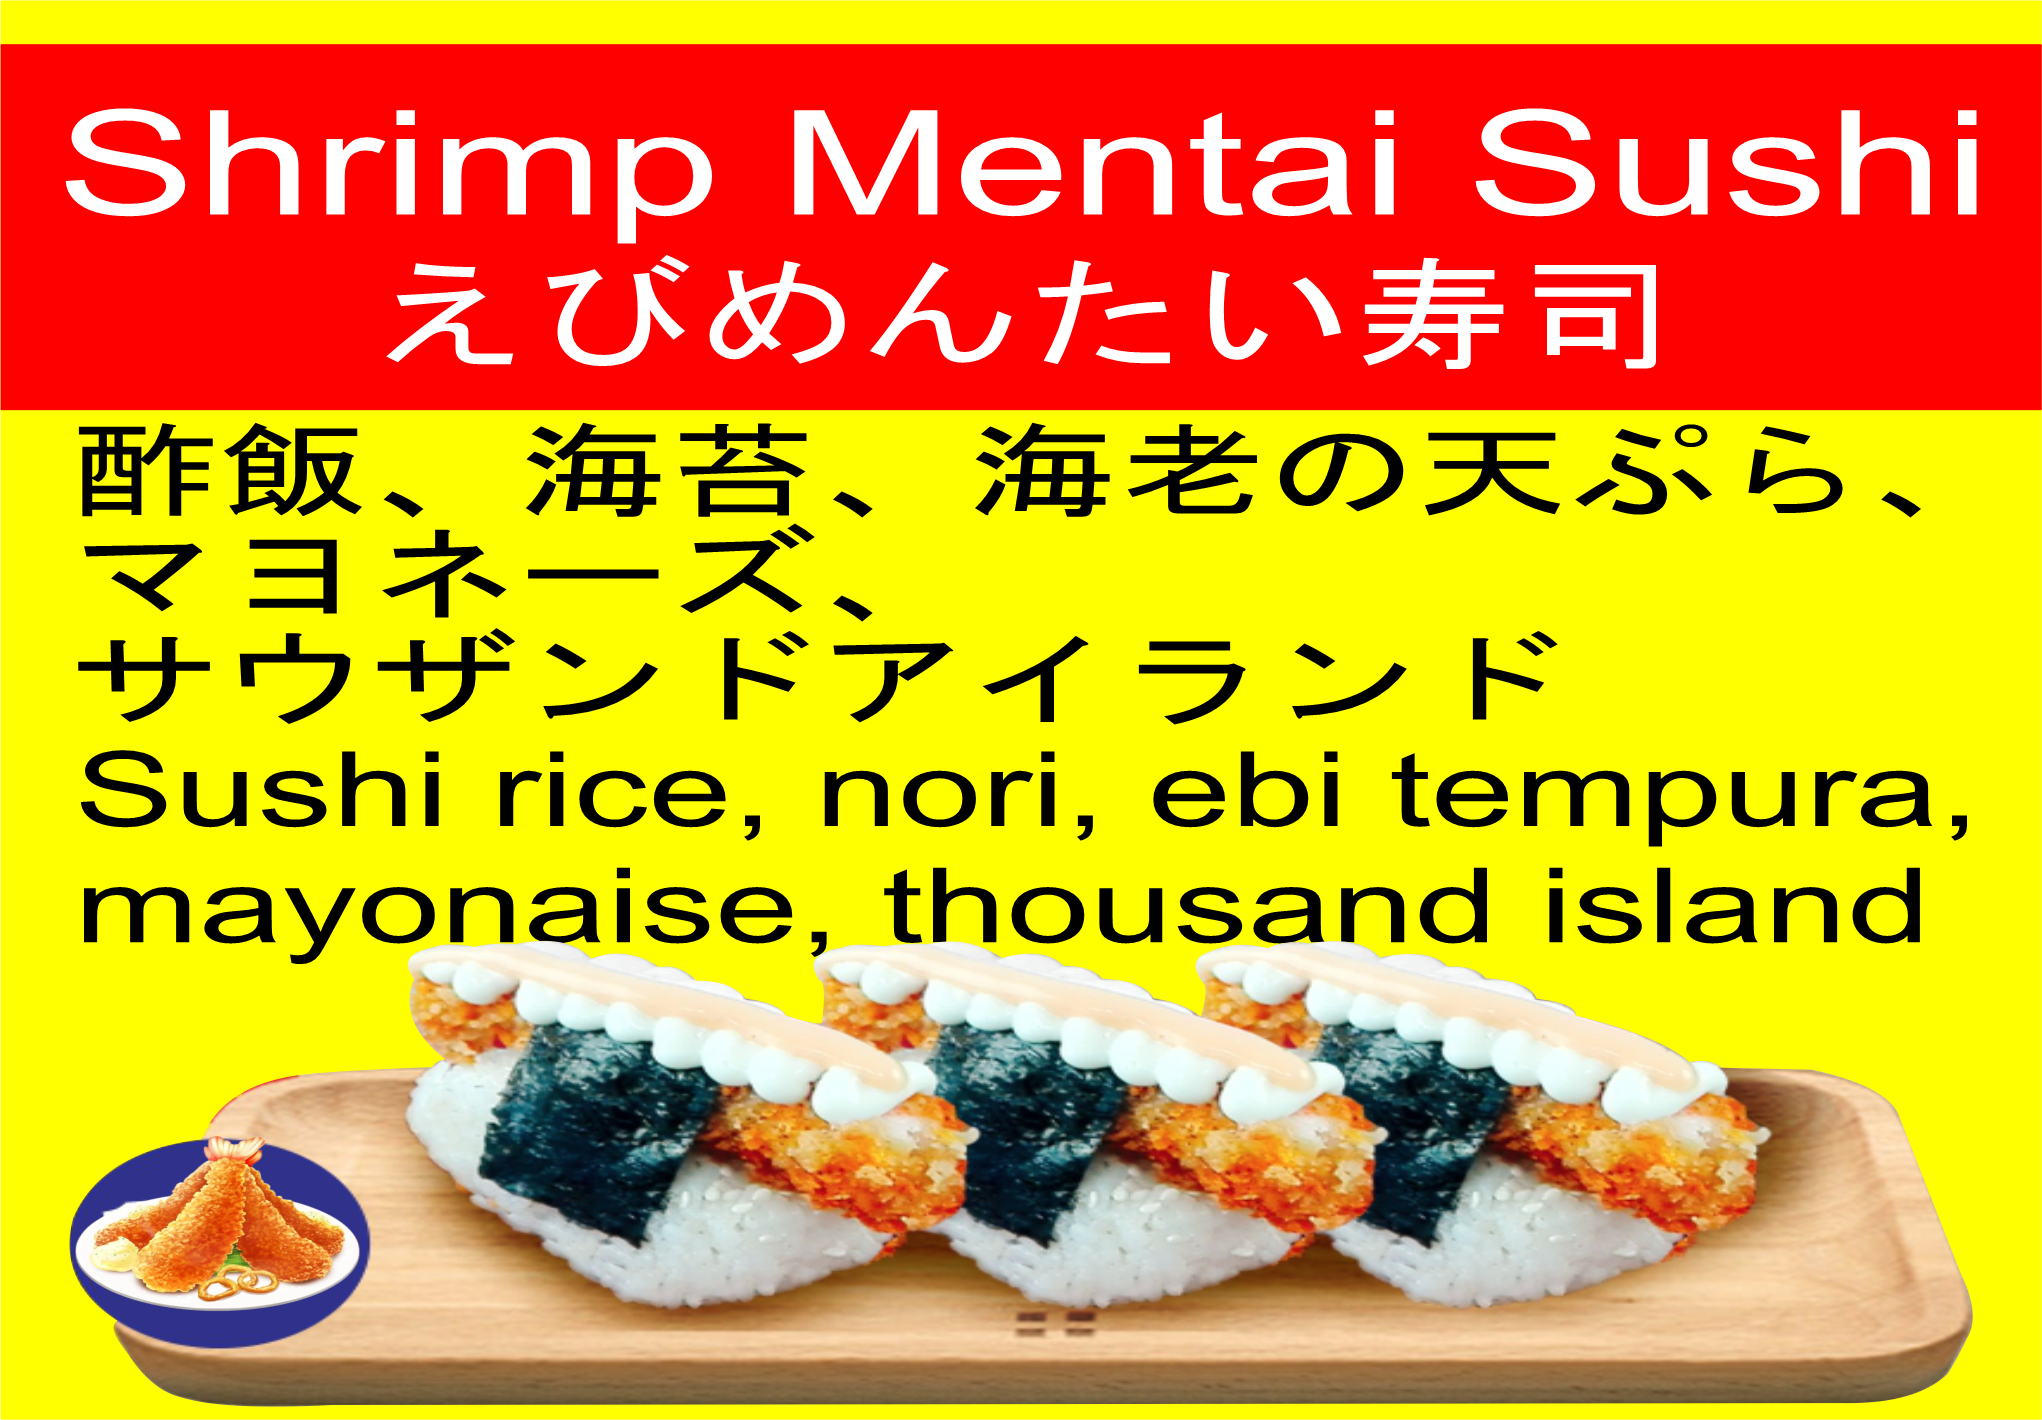 Shrimp Mentai Sushi
えびめんたい寿司
酢飯、海苔、海老の天ぷら、
マヨネーズ、
サウザンドアイランド
Sushi rice, nori, ebi tempura,
mayonaise, thousand island